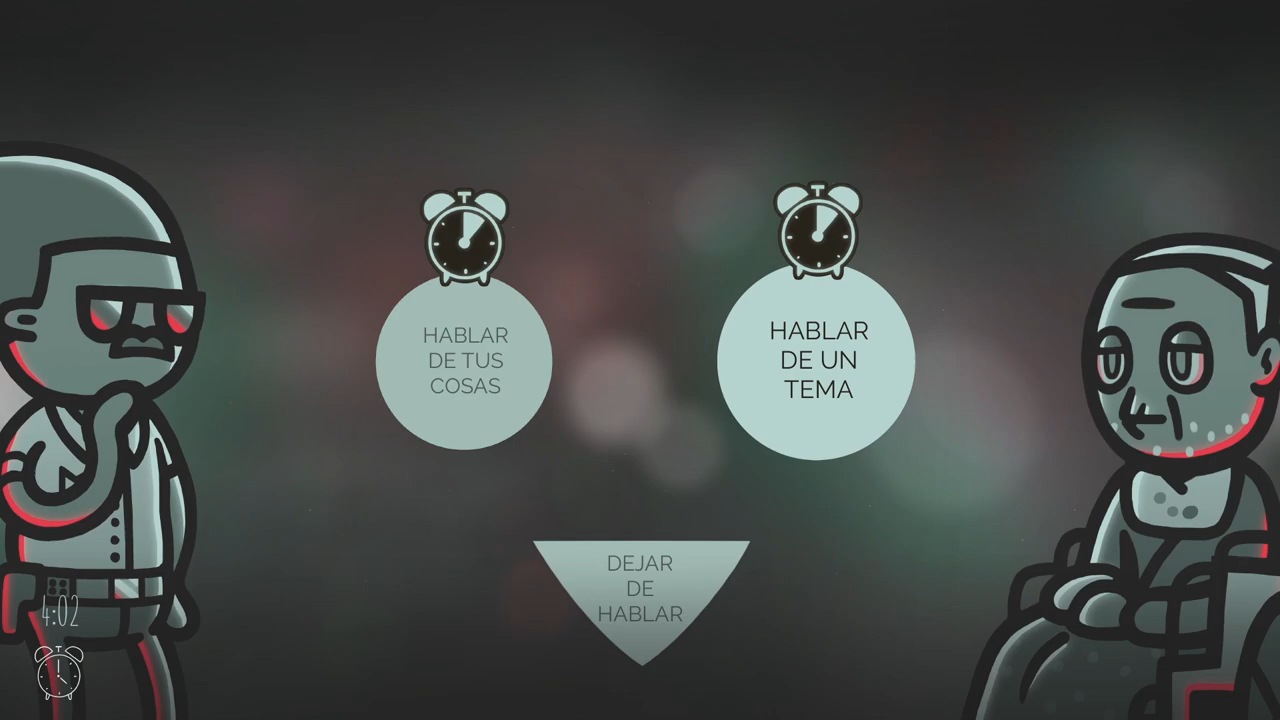 HABLAR
DE TUS
COSAS
HABLAR
DE UN
TEMA
DEJAR
DE
HABLAR
4:02